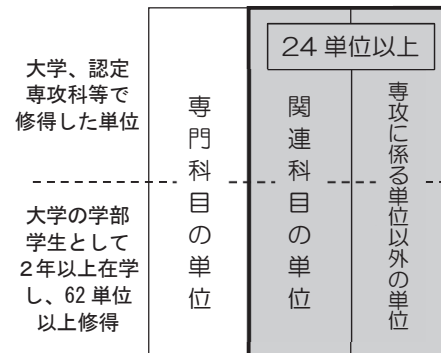 24単位以上
大学、認定
専攻科等で
修得した単位
大学の学部
学生として
２年以上在学
し、62単位
以上修得
専門科目の単位
関連科目の単位
専攻に係る単位以外の単位